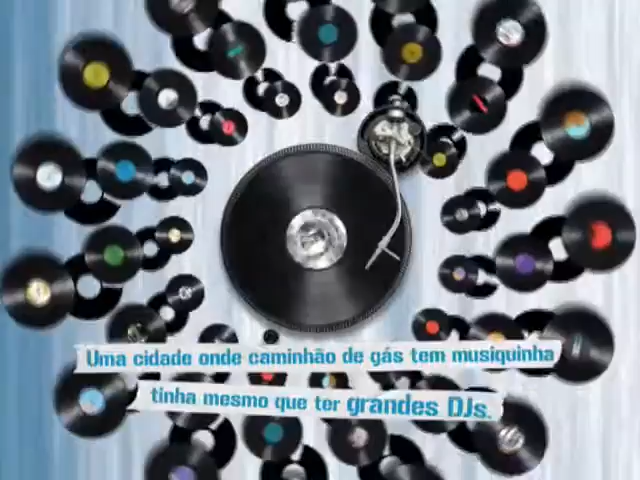 Uma cidade onde caminhão de gás tem musiquinha
tinha mesmo que ter grandes DJs.